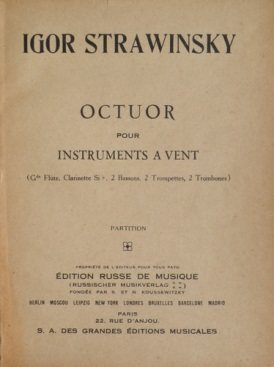 IGOR STRAWINSKY
OCTUOR
POUR
INSTRUMENTS A VENT
(Gde Flûte, Clarinette Si♭, 2 Bassons, 2 Trompettes, 2 Trombones)
PARTITION
PROPRIÉTÉ DE L'ÉDITEUR POUR TOUS PAYS
ÉDITION RUSSE DE MUSIQUE
(RUSSISCHER MUSIKVERLAG
FONDÉE PAR S. ET N. KOUSSEWITZKY
BERLIN MOSCOU LEIPZIG NEW YORK LONDRES BRUXELLES BARCELONE MADRID
PARIS
22, RUE D'ANJOU.
S. A. DES GRANDES ÉDITIONS MUSICALES